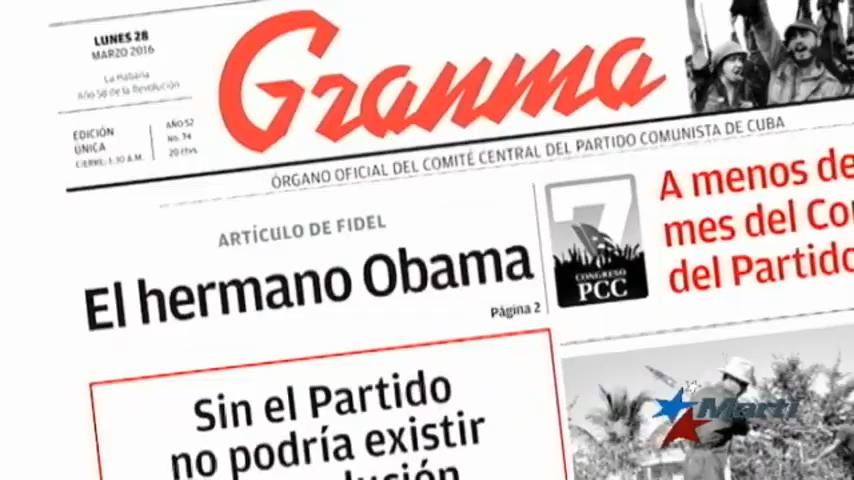 LUNES 28
MARZO 2016
La Habana
Año 58 de la Revolución
EDICIÓN
ÚNICA
CIERRE: 1:30 A.M.
AÑO 52
No. 74
20 ctvs
Granma
ÓRGANO OFICIAL DEL COMITÉ CENTRAL DEL PARTIDO COMUNISTA DE CUBA
ARTÍCULO DE FIDEL
El hermano Obama
Página 2
7
CONGRESO
PCC
A menos de
mes del Co
del Partido
Sin el Partido
no podría existir
lución
Martí